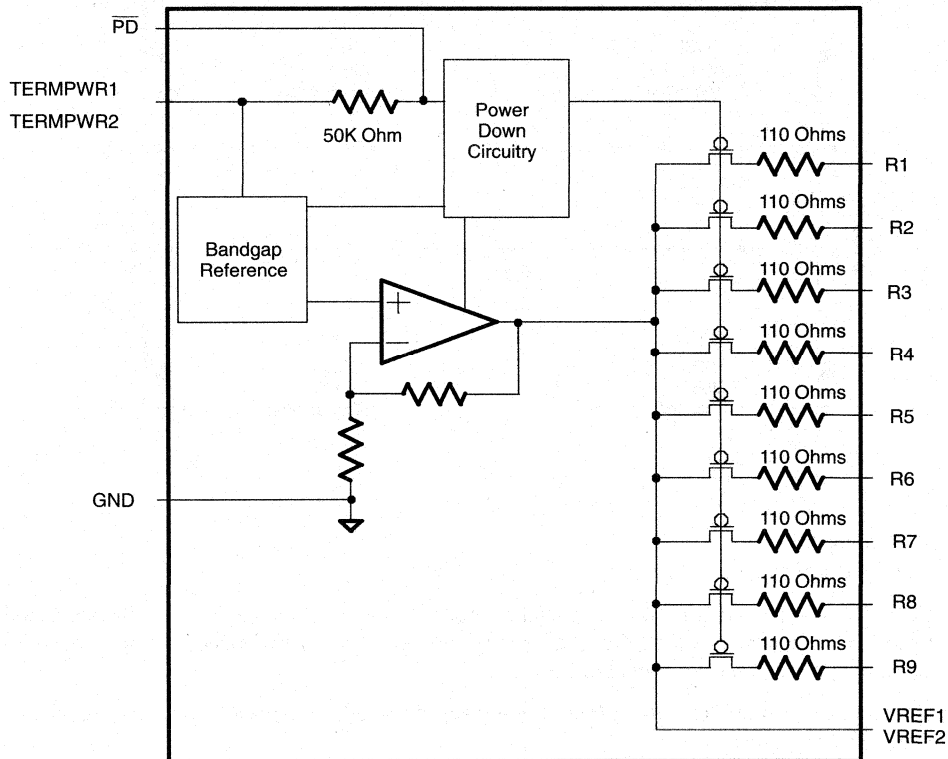 PD
TERMPWR1
TERMPWR2
50K Ohm
Power
Down
Circuitry
Bandgap
Reference
GND
110 Ohms
R1
110 Ohms
R2
110 Ohms
R3
110 Ohms
R4
110 Ohms
R5
110 Ohms
R6
110 Ohms
R7
110 Ohms
R8
110 Ohms
R9
VREF1
VREF2